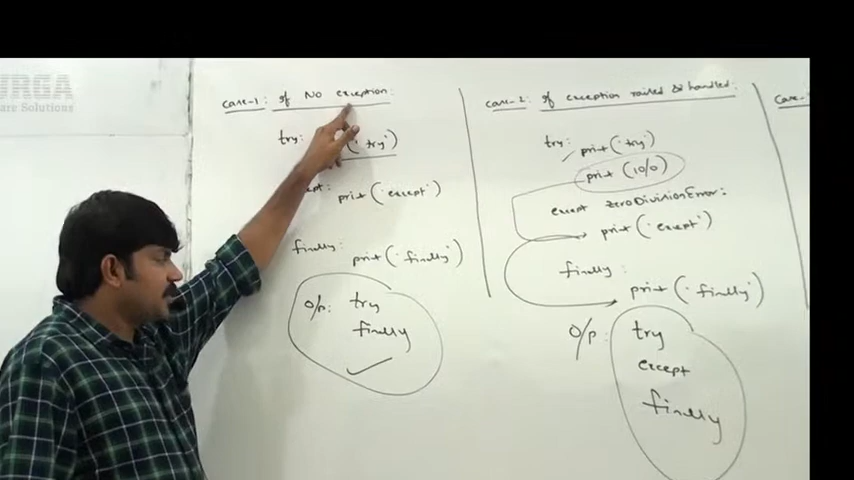 URGA
are Solutions
case-1: if NO exception:
try:
('try')
ept:
print('except')
finally:
print('finally')
O/P: try
finally
case-2: if exception raised & handled:
try:
print('try')
print(10/0)
except ZeroDivisionError:
print('except')
finally:
print('finally')
O/P: try
except
finally
case-